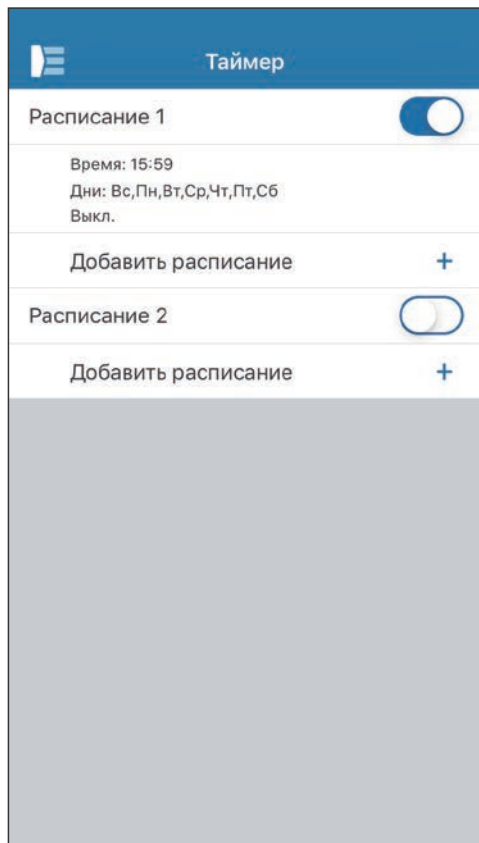 Таймер
Расписание 1
Время: 15:59
Дни: Вс,Пн,Вт,Ср,Чт,Пт,Сб
Выкл.
Добавить расписание +
Расписание 2
Добавить расписание +